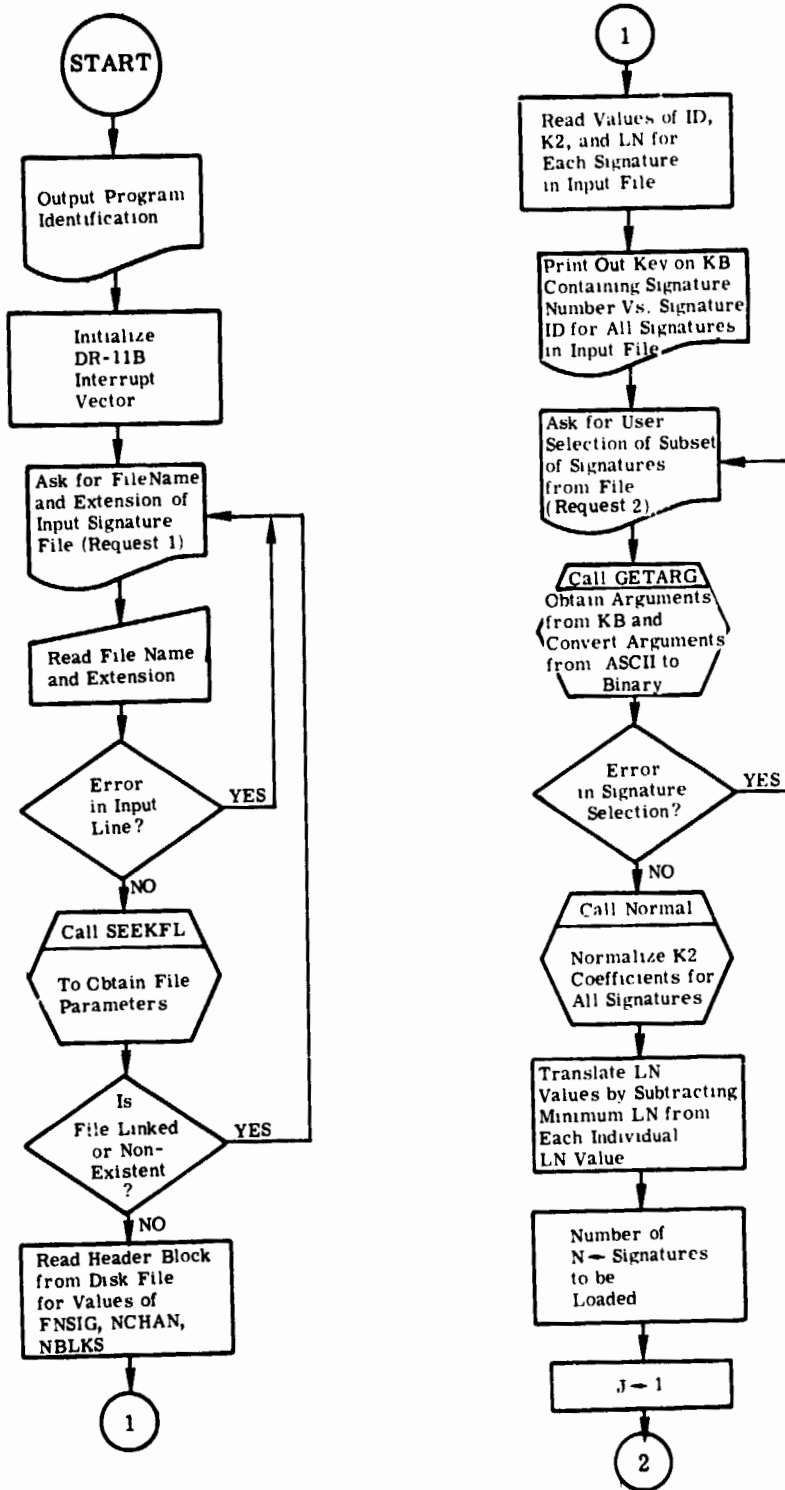 START
Output Program
Identification
Initialize
DR-11B
Interrupt
Vector
Ask for FileName
and Extension of
Input Signature
File (Request 1)
Read File Name
and Extension
Error
in Input
Line?
YES
NO
Call SEEKFL
To Obtain File
Parameters
Is
File Linked
or Non-
Existent
?
YES
NO
Read Header Block
from Disk File
for Values of
FNSIG, NCHAN,
NBLKS
1
1
Read Values of ID,
K2, and LN for
Each Signature
in Input File
Print Out Key on KB
Containing Signature
Number Vs. Signature
ID for All Signatures
in Input File
Ask for User
Selection of Subset
of Signatures
from File
(Request 2)
Call GETARG
Obtain Arguments
from KB and
Convert Arguments
from ASCII to
Binary
Error
in Signature
Selection?
YES
NO
Call Normal
Normalize K2
Coefficients for
All Signatures
Translate LN
Values by Subtracting
Minimum LN from
Each Individual
LN Value
Number of
N ← Signatures
to be
Loaded
J ← 1
2